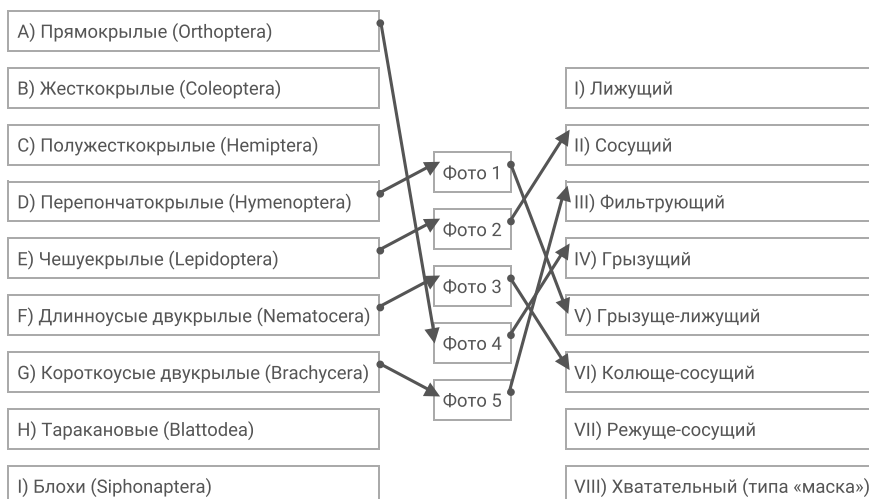 A) Прямокрылые (Orthoptera)
B) Жесткокрылые (Coleoptera)
C) Полужесткокрылые (Hemiptera)
D) Перепончатокрылые (Hymenoptera)
E) Чешуекрылые (Lepidoptera)
F) Длинноусые двукрылые (Nematocera)
G) Короткоусые двукрылые (Brachycera)
H) Таракановые (Blattodea)
I) Блохи (Siphonaptera)
Фото 1
Фото 2
Фото 3
Фото 4
Фото 5
I) Лижущий
II) Сосущий
III) Фильтрующий
IV) Грызущий
V) Грызуще-лижущий
VI) Колюще-сосущий
VII) Режуще-сосущий
VIII) Хватательный (типа «маска»)